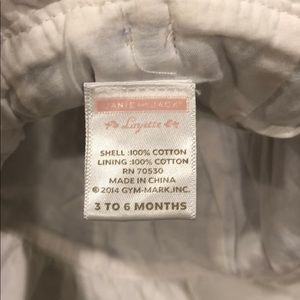 JANIE AND JACK
Layette
SHELL :100% COTTON
LINING :100% COTTON
RN 70530
MADE IN CHINA
©2014 GYM-MARK,INC.
3 TO 6 MONTHS